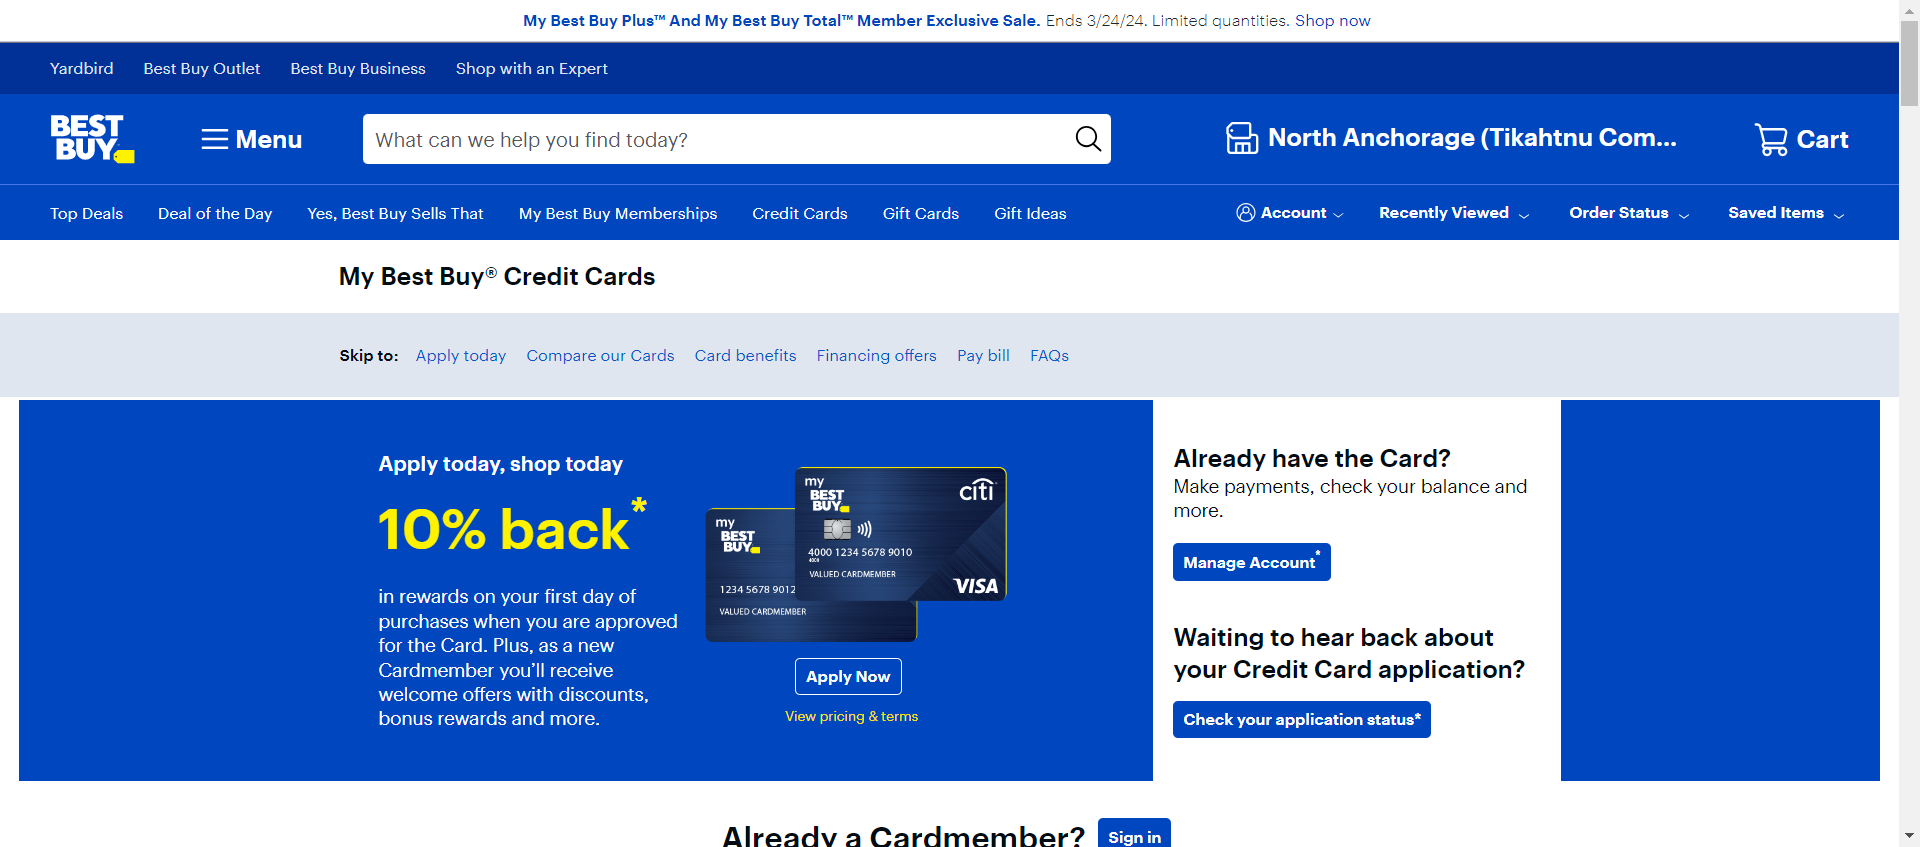 My Best Buy Plus™ And My Best Buy Total™ Member Exclusive Sale. Ends 3/24/24. Limited quantities. Shop now
Yardbird Best Buy Outlet Best Buy Business Shop with an Expert
BEST BUY
Menu
What can we help you find today?
North Anchorage (Tikahtnu Com...
Cart
Top Deals Deal of the Day Yes, Best Buy Sells That My Best Buy Memberships Credit Cards Gift Cards Gift Ideas
Account Recently Viewed Order Status Saved Items
My Best Buy® Credit Cards
Skip to: Apply today Compare our Cards Card benefits Financing offers Pay bill FAQs
Apply today, shop today
10% back*
in rewards on your first day of
purchases when you are approved
for the Card. Plus, as a new
Cardmember you'll receive
welcome offers with discounts,
bonus rewards and more.
my
BEST
BUY
citi
4000 1234 5678 9010
4000
VALUED CARDMEMBER
VISA
my
BEST
BUY
1234 5678 9012
VALUED CARDMEMBER
Apply Now
View pricing & terms
Already have the Card?
Make payments, check your balance and
more.
Manage Account*
Waiting to hear back about
your Credit Card application?
Check your application status*
Already a Cardmember? Sign in